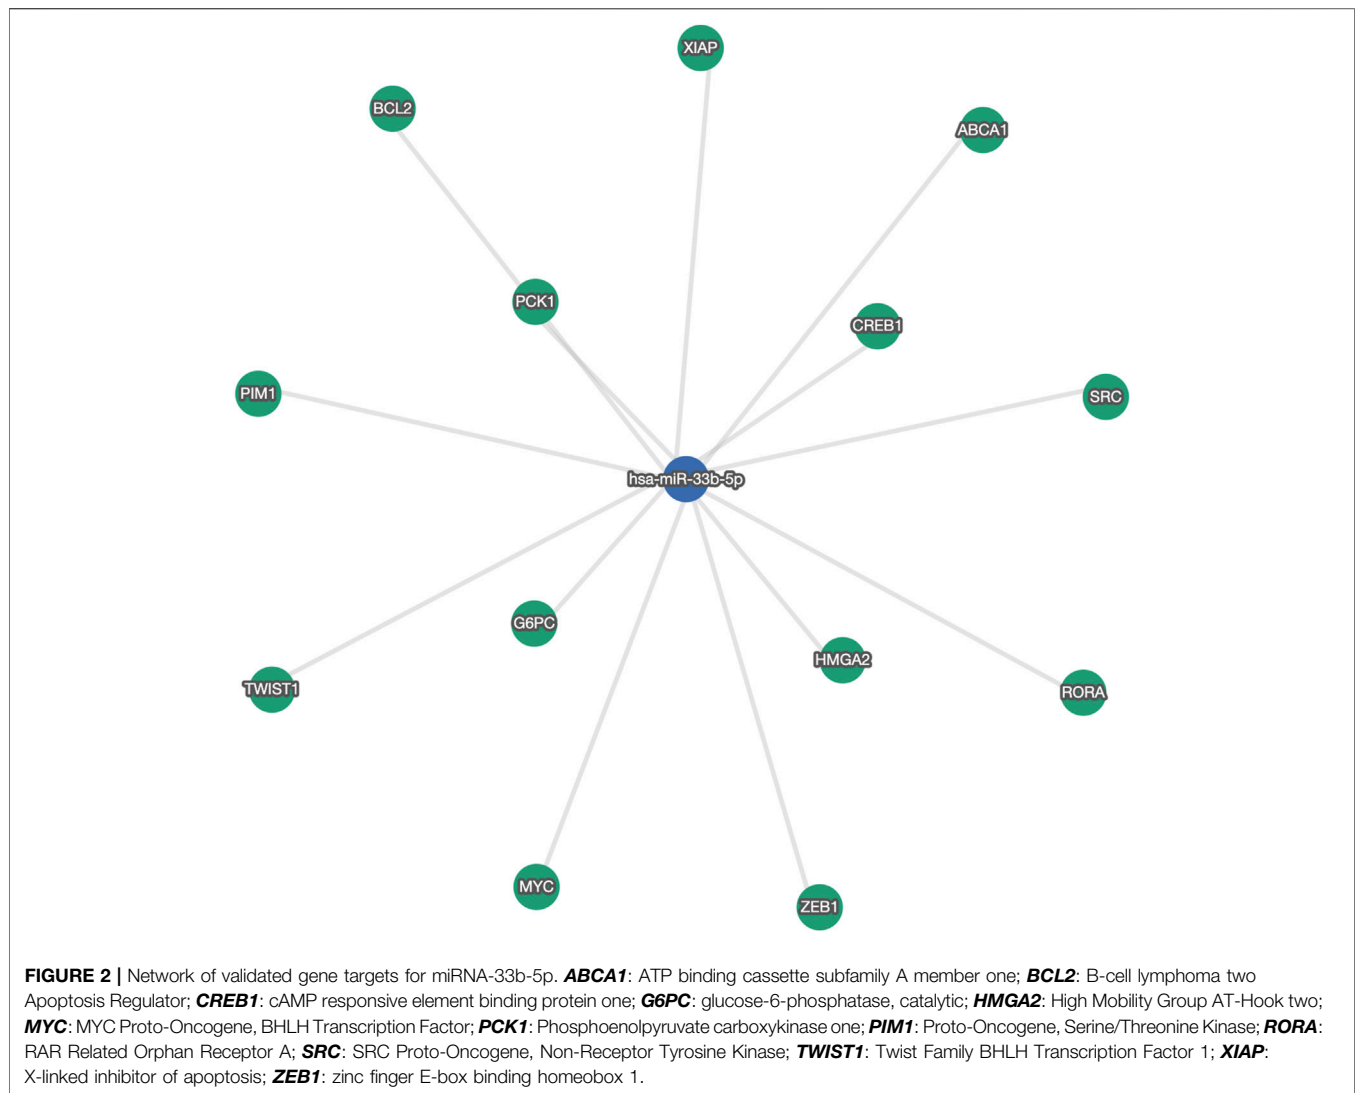 XIAP
BCL2
ABCA1
PCK1
CREB1
PIM1
SRC
hsa-miR-33b-5p
G6PC
HMGA2
TWIST1
RORA
MYC
ZEB1
FIGURE 2 | Network of validated gene targets for miRNA-33b-5p. ABCA1: ATP binding cassette subfamily A member one; BCL2: B-cell lymphoma two
Apoptosis Regulator; CREB1: cAMP responsive element binding protein one; G6PC: glucose-6-phosphatase, catalytic; HMGA2: High Mobility Group AT-Hook two;
MYC: MYC Proto-Oncogene, BHLH Transcription Factor; PCK1: Phosphoenolpyruvate carboxykinase one; PIM1: Proto-Oncogene, Serine/Threonine Kinase; RORA:
RAR Related Orphan Receptor A; SRC: SRC Proto-Oncogene, Non-Receptor Tyrosine Kinase; TWIST1: Twist Family BHLH Transcription Factor 1; XIAP:
X-linked inhibitor of apoptosis; ZEB1: zinc finger E-box binding homeobox 1.